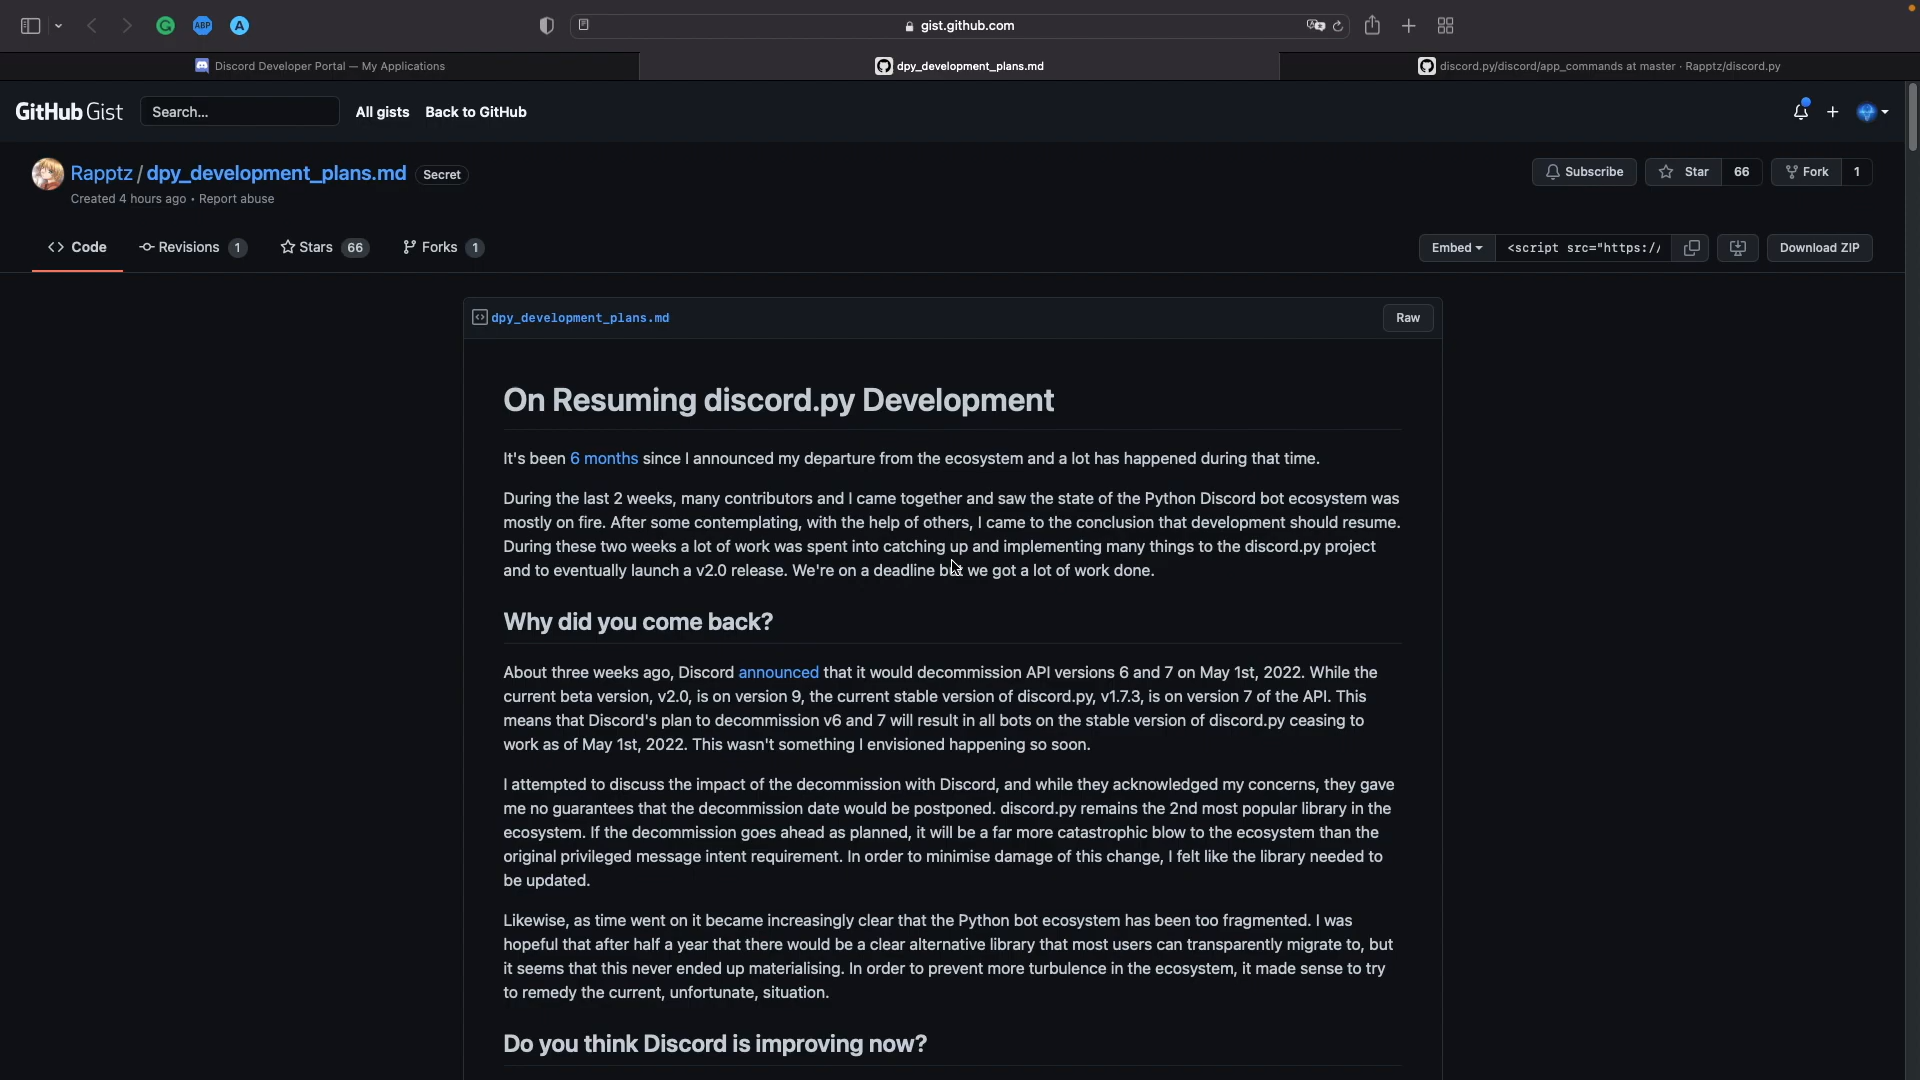 gist.github.com
Discord Developer Portal — My Applications
dpy_development_plans.md
discord.py/discord/app_commands at master · Rapptz/discord.py
GitHub Gist
Search...
All gists
Back to GitHub
Rapptz / dpy_development_plans.md
Secret
Created 4 hours ago • Report abuse
Subscribe
Star
66
Fork
1
Code
Revisions 1
Stars 66
Forks 1
Embed
<script src="https://
Download ZIP
dpy_development_plans.md
Raw
On Resuming discord.py Development
It's been 6 months since I announced my departure from the ecosystem and a lot has happened during that time.
During the last 2 weeks, many contributors and I came together and saw the state of the Python Discord bot ecosystem was
mostly on fire. After some contemplating, with the help of others, I came to the conclusion that development should resume.
During these two weeks a lot of work was spent into catching up and implementing many things to the discord.py project
and to eventually launch a v2.0 release. We're on a deadline but we got a lot of work done.
Why did you come back?
About three weeks ago, Discord announced that it would decommission API versions 6 and 7 on May 1st, 2022. While the
current beta version, v2.0, is on version 9, the current stable version of discord.py, v1.7.3, is on version 7 of the API. This
means that Discord's plan to decommission v6 and 7 will result in all bots on the stable version of discord.py ceasing to
work as of May 1st, 2022. This wasn't something I envisioned happening so soon.
I attempted to discuss the impact of the decommission with Discord, and while they acknowledged my concerns, they gave
me no guarantees that the decommission date would be postponed. discord.py remains the 2nd most popular library in the
ecosystem. If the decommission goes ahead as planned, it will be a far more catastrophic blow to the ecosystem than the
original privileged message intent requirement. In order to minimise damage of this change, I felt like the library needed to
be updated.
Likewise, as time went on it became increasingly clear that the Python bot ecosystem has been too fragmented. I was
hopeful that after half a year that there would be a clear alternative library that most users can transparently migrate to, but
it seems that this never ended up materialising. In order to prevent more turbulence in the ecosystem, it made sense to try
to remedy the current, unfortunate, situation.
Do you think Discord is improving now?